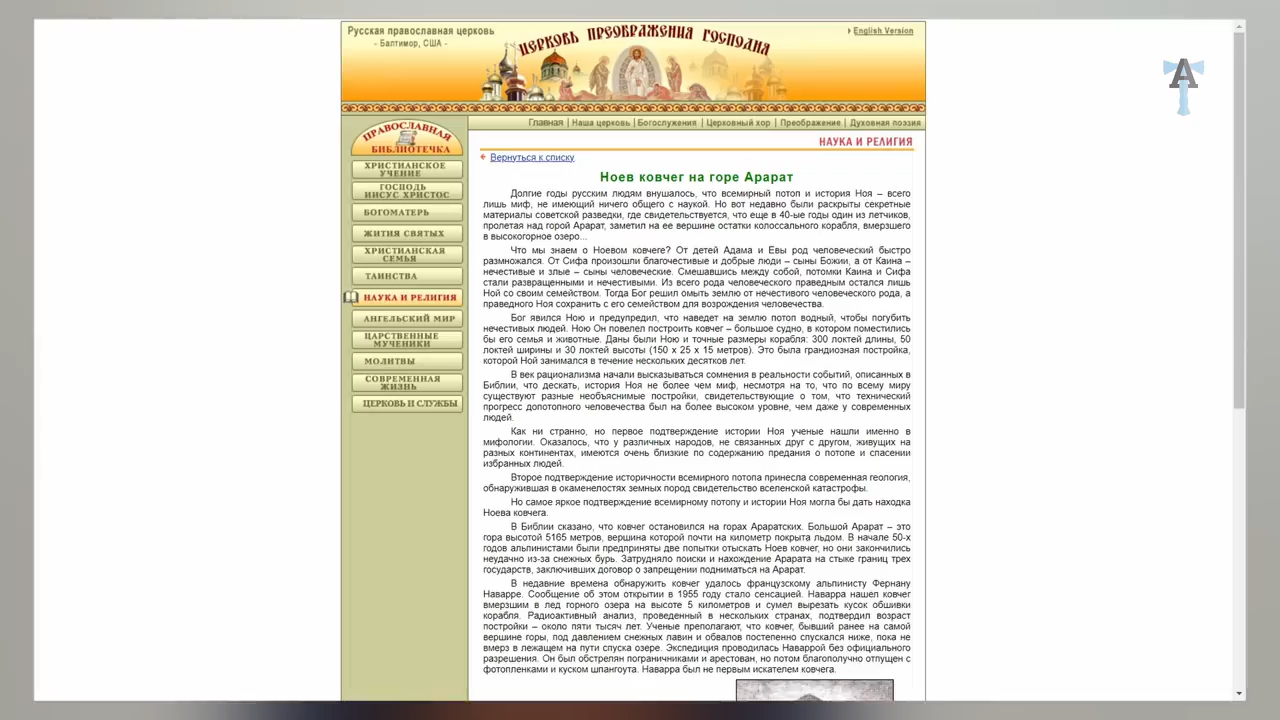 Русская православная церковь
- Балтимор, США -
ЦЕРКОВЬ ПРЕОБРАЖЕНИЯ ГОСПОДНЯ
English Version
Главная | Наша церковь | Богослужения | Церковный хор | Преображение | Духовная поэзия
ПРАВОСЛАВНАЯ
БИБЛИОТЕЧКА
ХРИСТИАНСКОЕ
УЧЕНИЕ
ГОСПОДЬ
ИИСУС ХРИСТОС
БОГОМАТЕРЬ
ЖИТИЯ СВЯТЫХ
ХРИСТИАНСКАЯ
СЕМЬЯ
ТАИНСТВА
НАУКА И РЕЛИГИЯ
АНГЕЛЬСКИЙ МИР
ЦАРСТВЕННЫЕ
МУЧЕНИКИ
МОЛИТВЫ
СОВРЕМЕННАЯ
ЖИЗНЬ
ЦЕРКОВЬ И СЛУЖБЫ
НАУКА И РЕЛИГИЯ
Вернуться к списку
Ноев ковчег на горе Арарат
Долгие годы русским людям внушалось, что всемирный потоп и история Ноя – всего
лишь миф, не имеющий ничего общего с наукой. Но вот недавно были раскрыты секретные
материалы советской разведки, где свидетельствуется, что еще в 40-ые годы один из летчиков,
пролетая над горой Арарат, заметил на ее вершине остатки колоссального корабля, вмерзшего
в высокогорное озеро...
Что мы знаем о Ноевом ковчеге? От детей Адама и Евы род человеческий быстро
размножался. От Сифа произошли благочестивые и добрые люди – сыны Божии, а от Каина –
нечестивые и злые – сыны человеческие. Смешавшись между собой, потомки Каина и Сифа
стали развращенными и нечестивыми. Из всего рода человеческого праведным остался лишь
Ной со своим семейством. Тогда Бог решил омыть землю от нечестивого человеческого рода, а
праведного Ноя сохранить с его семейством для возрождения человечества.
Бог явился Ною и предупредил, что наведет на землю потоп водный, чтобы погубить
нечестивых людей. Ною Он повелел построить ковчег – большое судно, в котором поместились
бы его семья и животные. Даны были Ною и точные размеры корабля: 300 локтей длины, 50
локтей ширины и 30 локтей высоты (150 х 25 х 15 метров). Это была грандиозная постройка,
которой Ной занимался в течение нескольких десятков лет.
В век рационализма начали высказываться сомнения в реальности событий, описанных в
Библии, что дескать, история Ноя не более чем миф, несмотря на то, что по всему миру
существуют разные необъяснимые постройки, свидетельствующие о том, что технический
прогресс допотопного человечества был на более высоком уровне, чем даже у современных
людей.
Как ни странно, но первое подтверждение истории Ноя ученые нашли именно в
мифологии. Оказалось, что у различных народов, не связанных друг с другом, живущих на
разных континентах, имеются очень близкие по содержанию предания о потопе и спасении
избранных людей.
Второе подтверждение историчности всемирного потопа принесла современная геология,
обнаружившая в окаменелостях земных пород свидетельство вселенской катастрофы.
Но самое яркое подтверждение всемирному потопу и истории Ноя могла бы дать находка
Ноева ковчега.
В Библии сказано, что ковчег остановился на горах Араратских. Большой Арарат – это
гора высотой 5165 метров, вершина которой почти на километр покрыта льдом. В начале 50-х
годов альпинистами были предприняты две попытки отыскать Ноев ковчег, но они закончились
неудачно из-за снежных бурь. Затрудняло поиски и нахождение Арарата на стыке границ трех
государств, заключивших договор о запрещении подниматься на Арарат.
В недавние времена обнаружить ковчег удалось французскому альпинисту Фернану
Наварре. Сообщение об этом открытии в 1955 году стало сенсацией. Наварра нашел ковчег
вмерзшим в лед горного озера на высоте 5 километров и сумел вырезать кусок обшивки
корабля. Радиоактивный анализ, проведенный в нескольких странах, подтвердил возраст
постройки – около пяти тысяч лет. Ученые преполагают, что ковчег, бывший ранее на самой
вершине горы, под давлением снежных лавин и обвалов постепенно спускался ниже, пока не
вмерз в лежащем на пути спуска озере. Экспедиция проводилась Наваррой без официального
разрешения. Он был обстрелян пограничниками и арестован, но потом благополучно отпущен с
фотопленками и куском шпангоута. Наварра был не первым искателем ковчега.
А